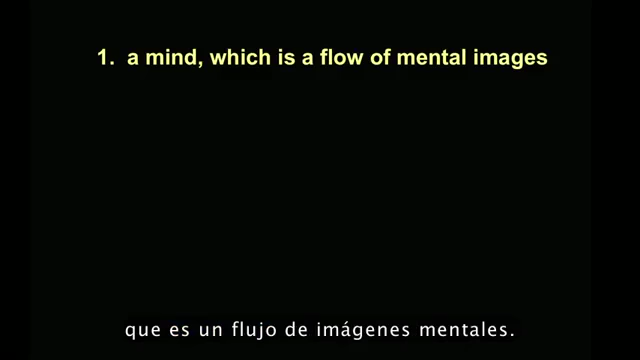 1. a mind, which is a flow of mental images
que es un flujo de imágenes mentales.